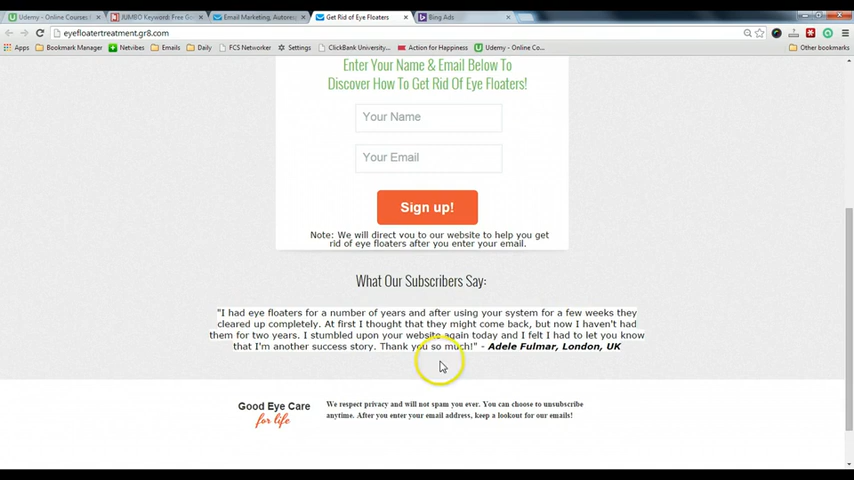 Udemy - Online Courses
JUMBO Keyword: Free Go
Email Marketing, Autores
Get Rid of Eye Floaters
Bing Ads
eyefloatertreatment.gr8.com
Apps
Bookmark Manager
Netvibes
Emails
Daily
FCS Networker
Settings
ClickBank University...
Action for Happiness
Udemy - Online Co...
Other bookmarks
Enter Your Name & Email Below To
Discover How To Get Rid Of Eye Floaters!
Your Name
Your Email
Sign up!
Note: We will direct you to our website to help you get
rid of eye floaters after you enter your email.
What Our Subscribers Say:
"I had eye floaters for a number of years and after using your system for a few weeks they
cleared up completely. At first I thought that they might come back, but now I haven't had
them for two years. I stumbled upon your website again today and I felt I had to let you know
that I'm another success story. Thank you so much!" - Adele Fulmar, London, UK
Good Eye Care
for life
We respect privacy and will not spam you ever. You can choose to unsubscribe
anytime. After you enter your email address, keep a lookout for our emails!